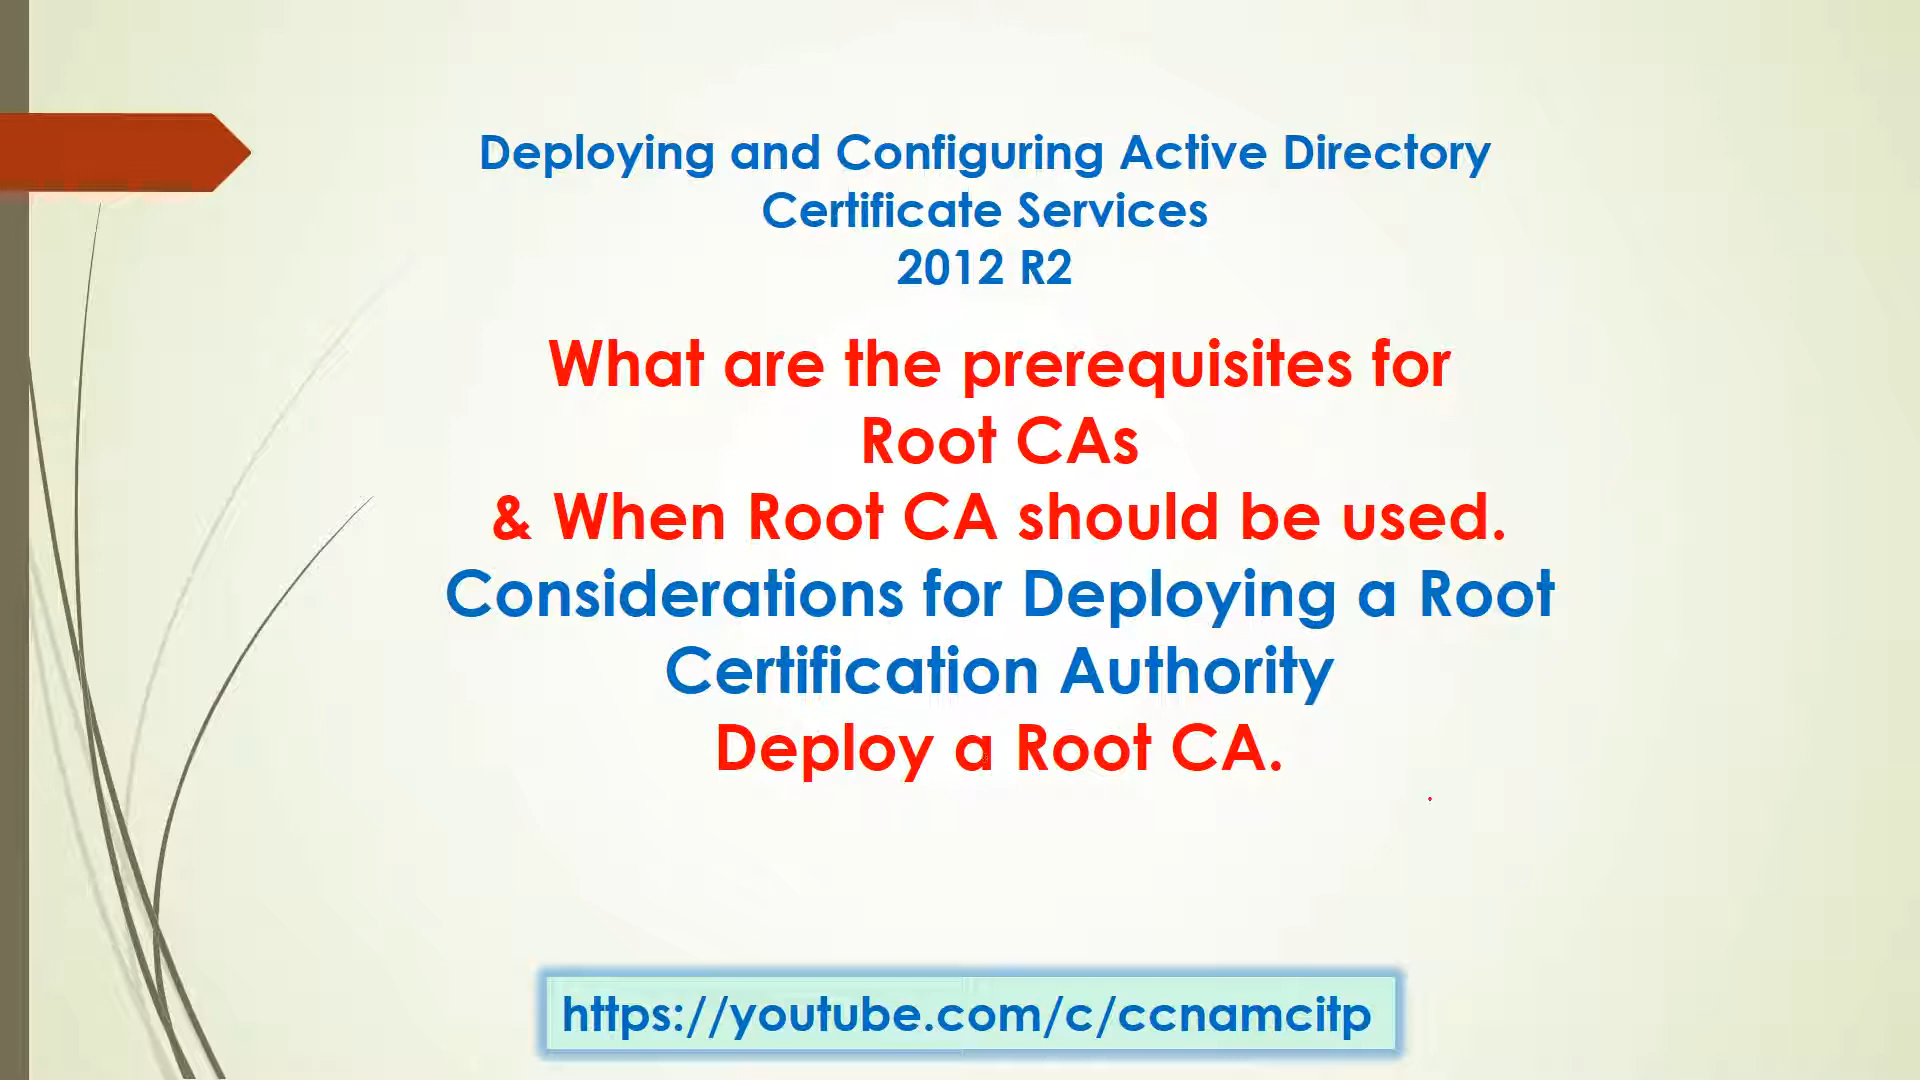 Deploying and Configuring Active Directory
Certificate Services
2012 R2
What are the prerequisites for
Root CAs
& When Root CA should be used.
Considerations for Deploying a Root
Certification Authority
Deploy a Root CA.
https://youtube.com/c/ccnamcitp